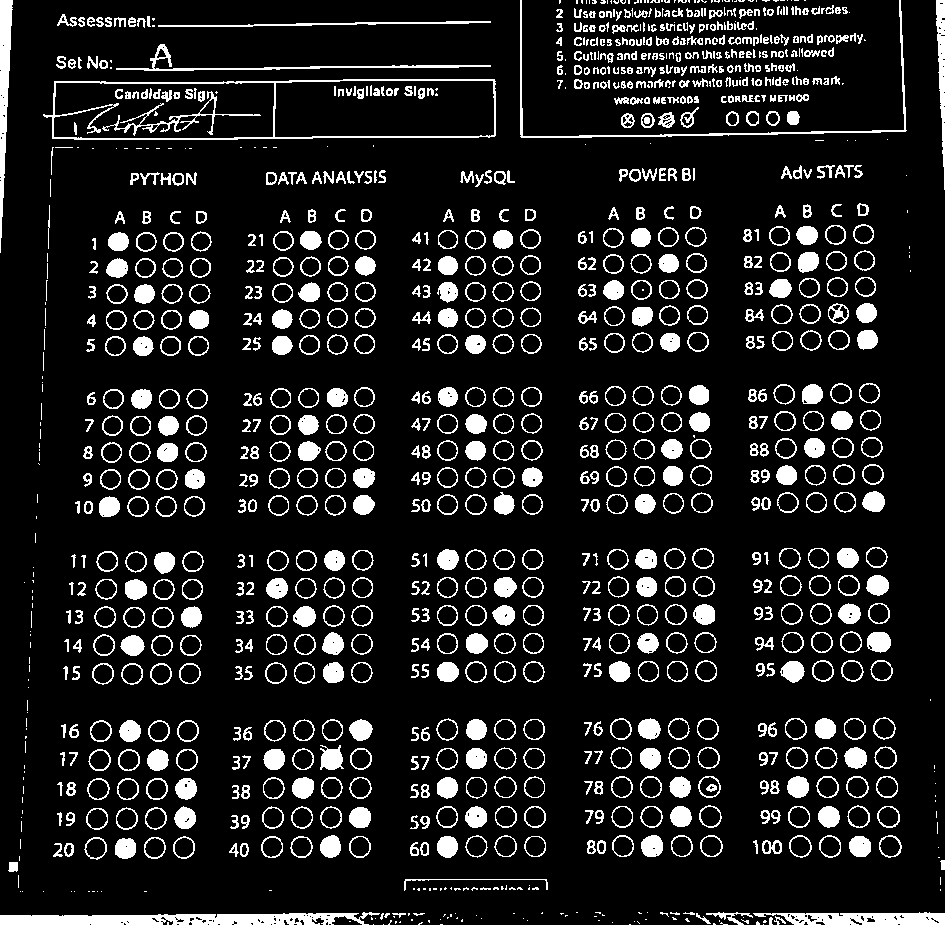 Assessment:
Set No: A
Candidate Sign:
Invigilator Sign:
2 Use only blue/ black ball point pen to fill the circles.
3 Use of pencil is strictly prohibited.
4 Circles should be darkened completely and properly.
5. Cutting and erasing on this sheet is not allowed
6. Do not use any stray marks on the sheet.
7. Do not use marker or white fluid to hide the mark.
WRONG METHODS CORRECT METHOD
PYTHON DATA ANALYSIS MySQL POWER BI Adv STATS
A B C D A B C D A B C D A B C D A B C D
1 21 41 61 81
2 22 42 62 82
3 23 43 63 83
4 24 44 64 84
5 25 45 65 85
6 26 46 66 86
7 27 47 67 87
8 28 48 68 88
9 29 49 69 89
10 30 50 70 90
11 31 51 71 91
12 32 52 72 92
13 33 53 73 93
14 34 54 74 94
15 35 55 75 95
16 36 56 76 96
17 37 57 77 97
18 38 58 78 98
19 39 59 79 99
20 40 60 80 100